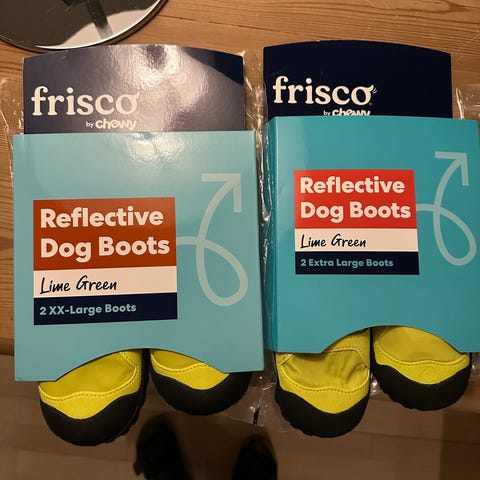 frisco
by chewy
Reflective
Dog Boots
Lime Green
2 XX-Large Boots
frisco
by chewy
Reflective
Dog Boots
Lime Green
2 Extra Large Boots